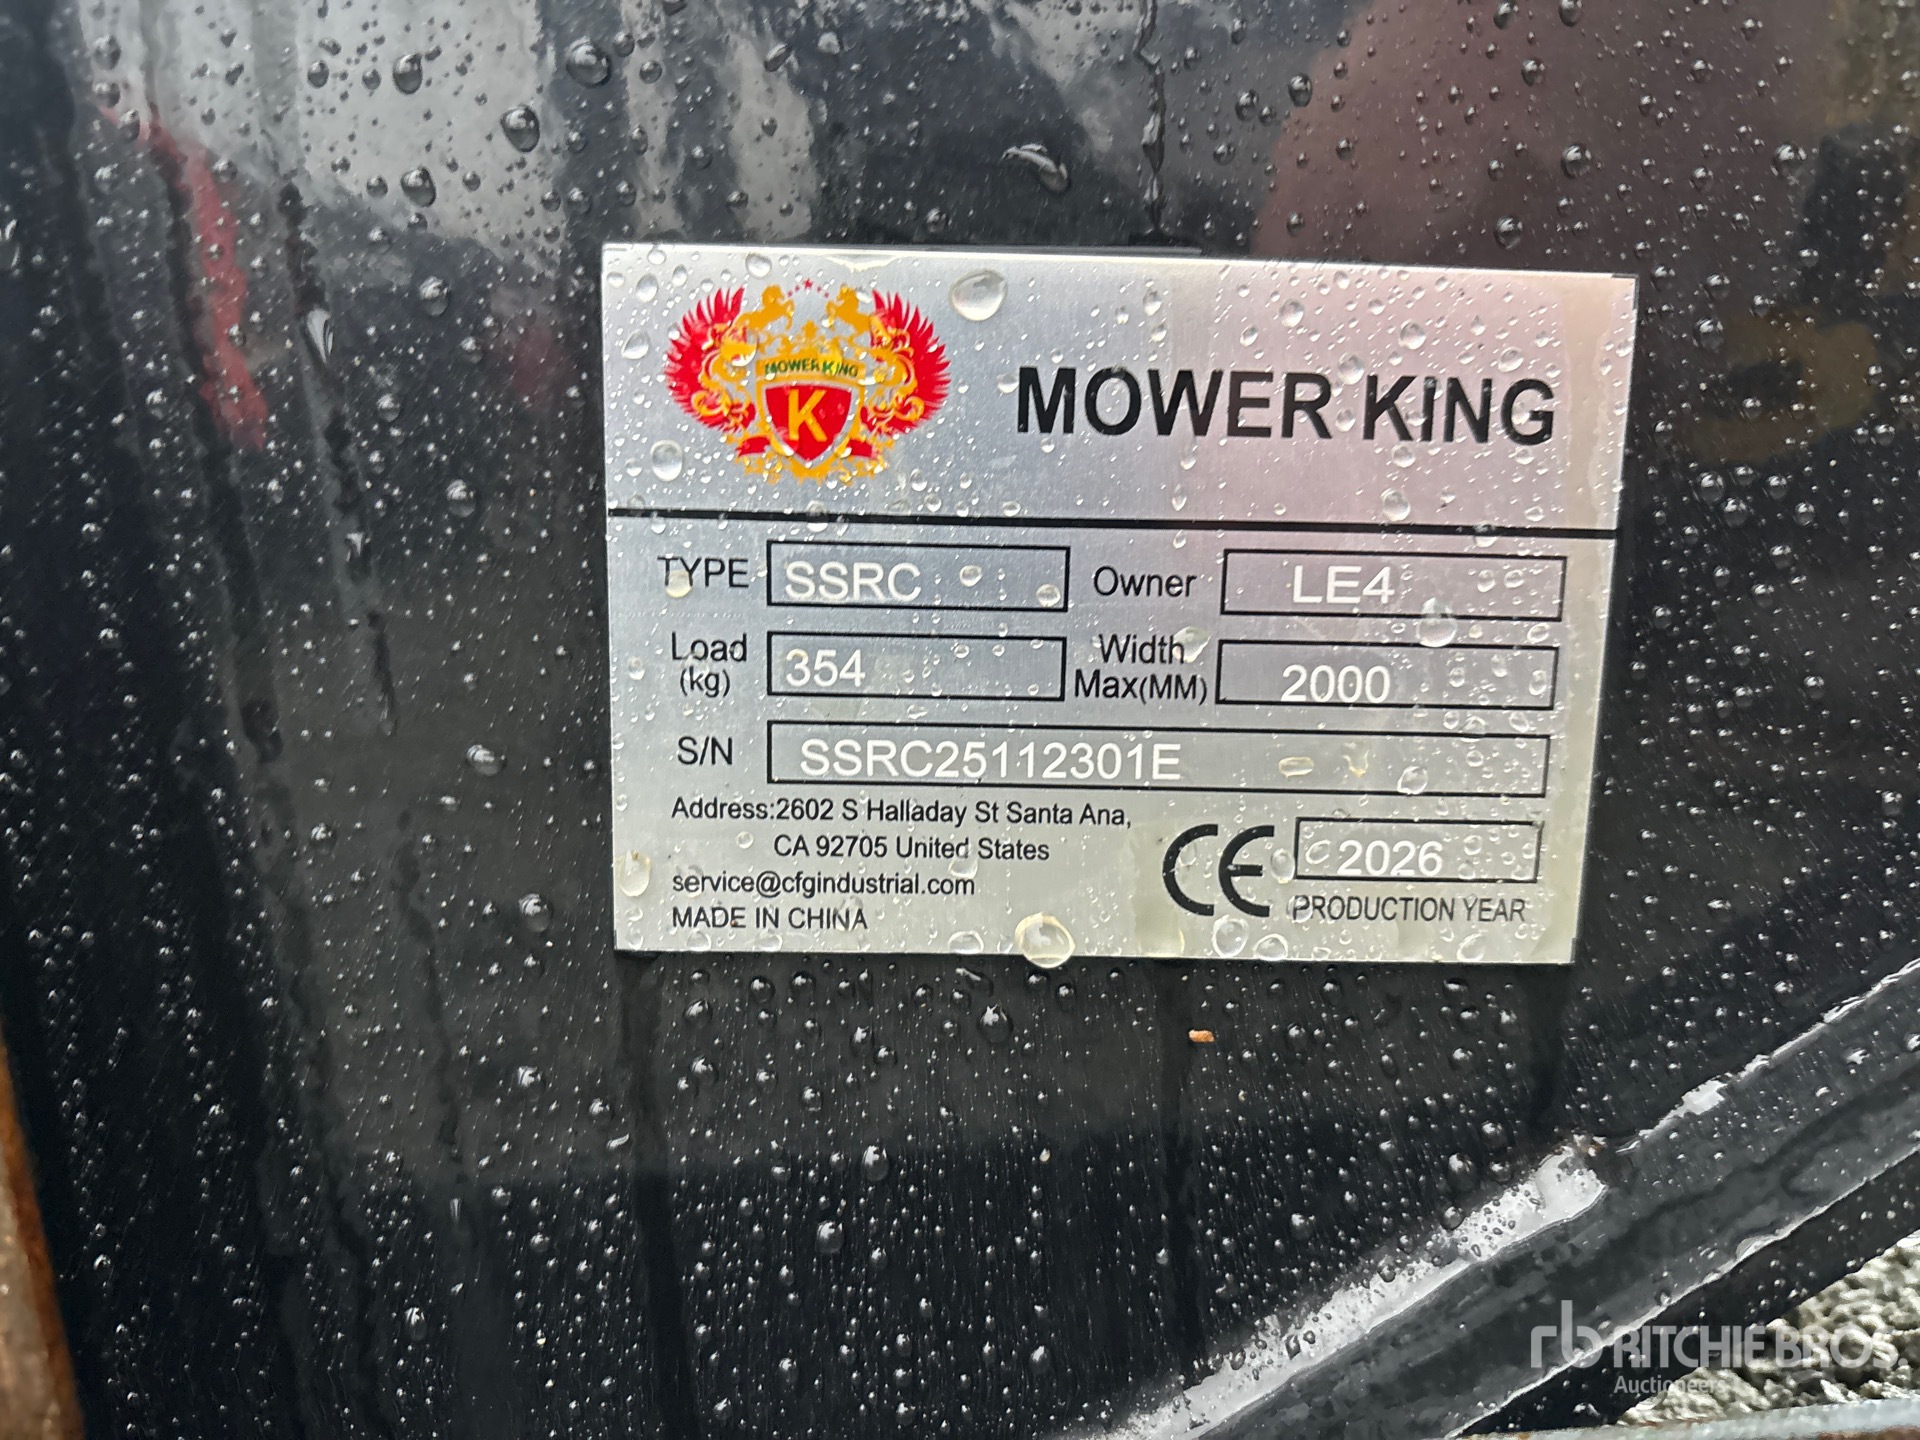 MOWER KING
K
MOWER KING
TYPE SSRC Owner LE4
Load (kg) 354 Width Max(MM) 2000
S/N SSRC25112301E
Address:2602 S Halladay St Santa Ana,
CA 92705 United States
service@cfgindustrial.com
MADE IN CHINA
CE 2026
PRODUCTION YEAR
rb RITCHIE BROS.
Auctioneers